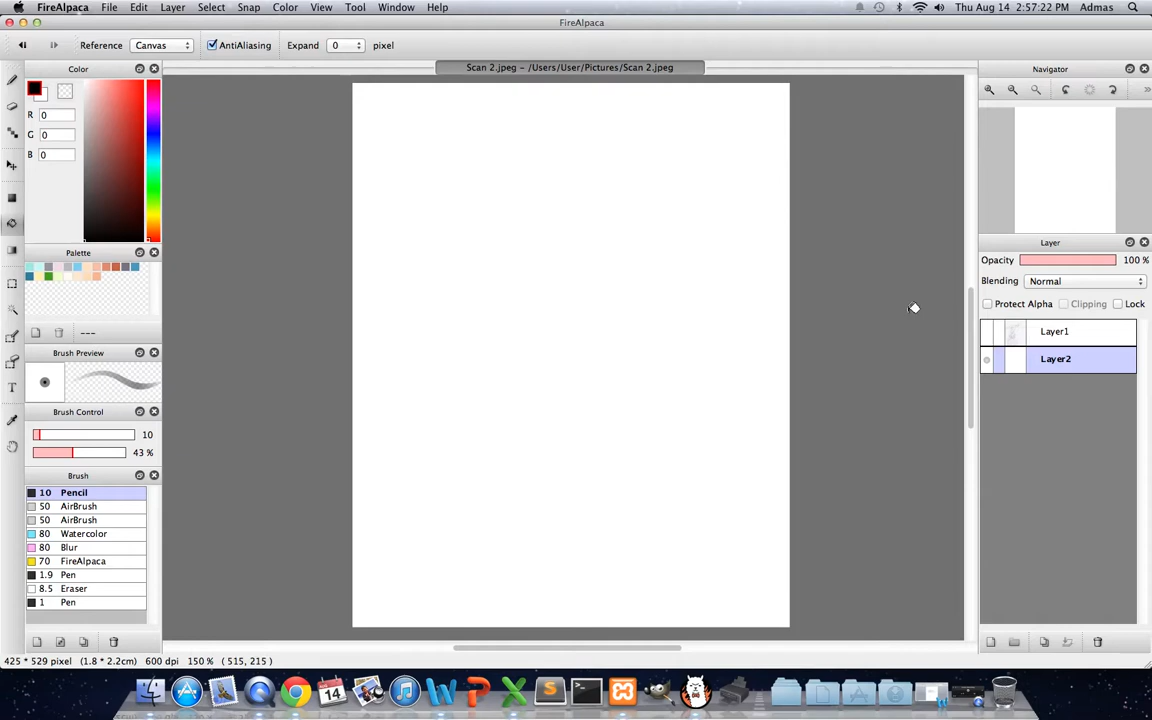 FireAlpaca File Edit Layer Select Snap Color View Tool Window Help Thu Aug 14 2:57:22 PM Admas
FireAlpaca
Reference Canvas AntiAliasing Expand 0 pixel
Scan 2.jpeg - /Users/User/Pictures/Scan 2.jpeg
Color
R 0
G 0
B 0
Palette
---
Brush Preview
Brush Control
10
43 %
Brush
10 Pencil
50 AirBrush
50 AirBrush
80 Watercolor
80 Blur
70 FireAlpaca
1.9 Pen
8.5 Eraser
1 Pen
Navigator
Layer
Opacity 100 %
Blending Normal
Protect Alpha Clipping Lock
Layer1
Layer2
425 * 529 pixel (1.8 * 2.2cm) 600 dpi 150 % ( 515, 215 )